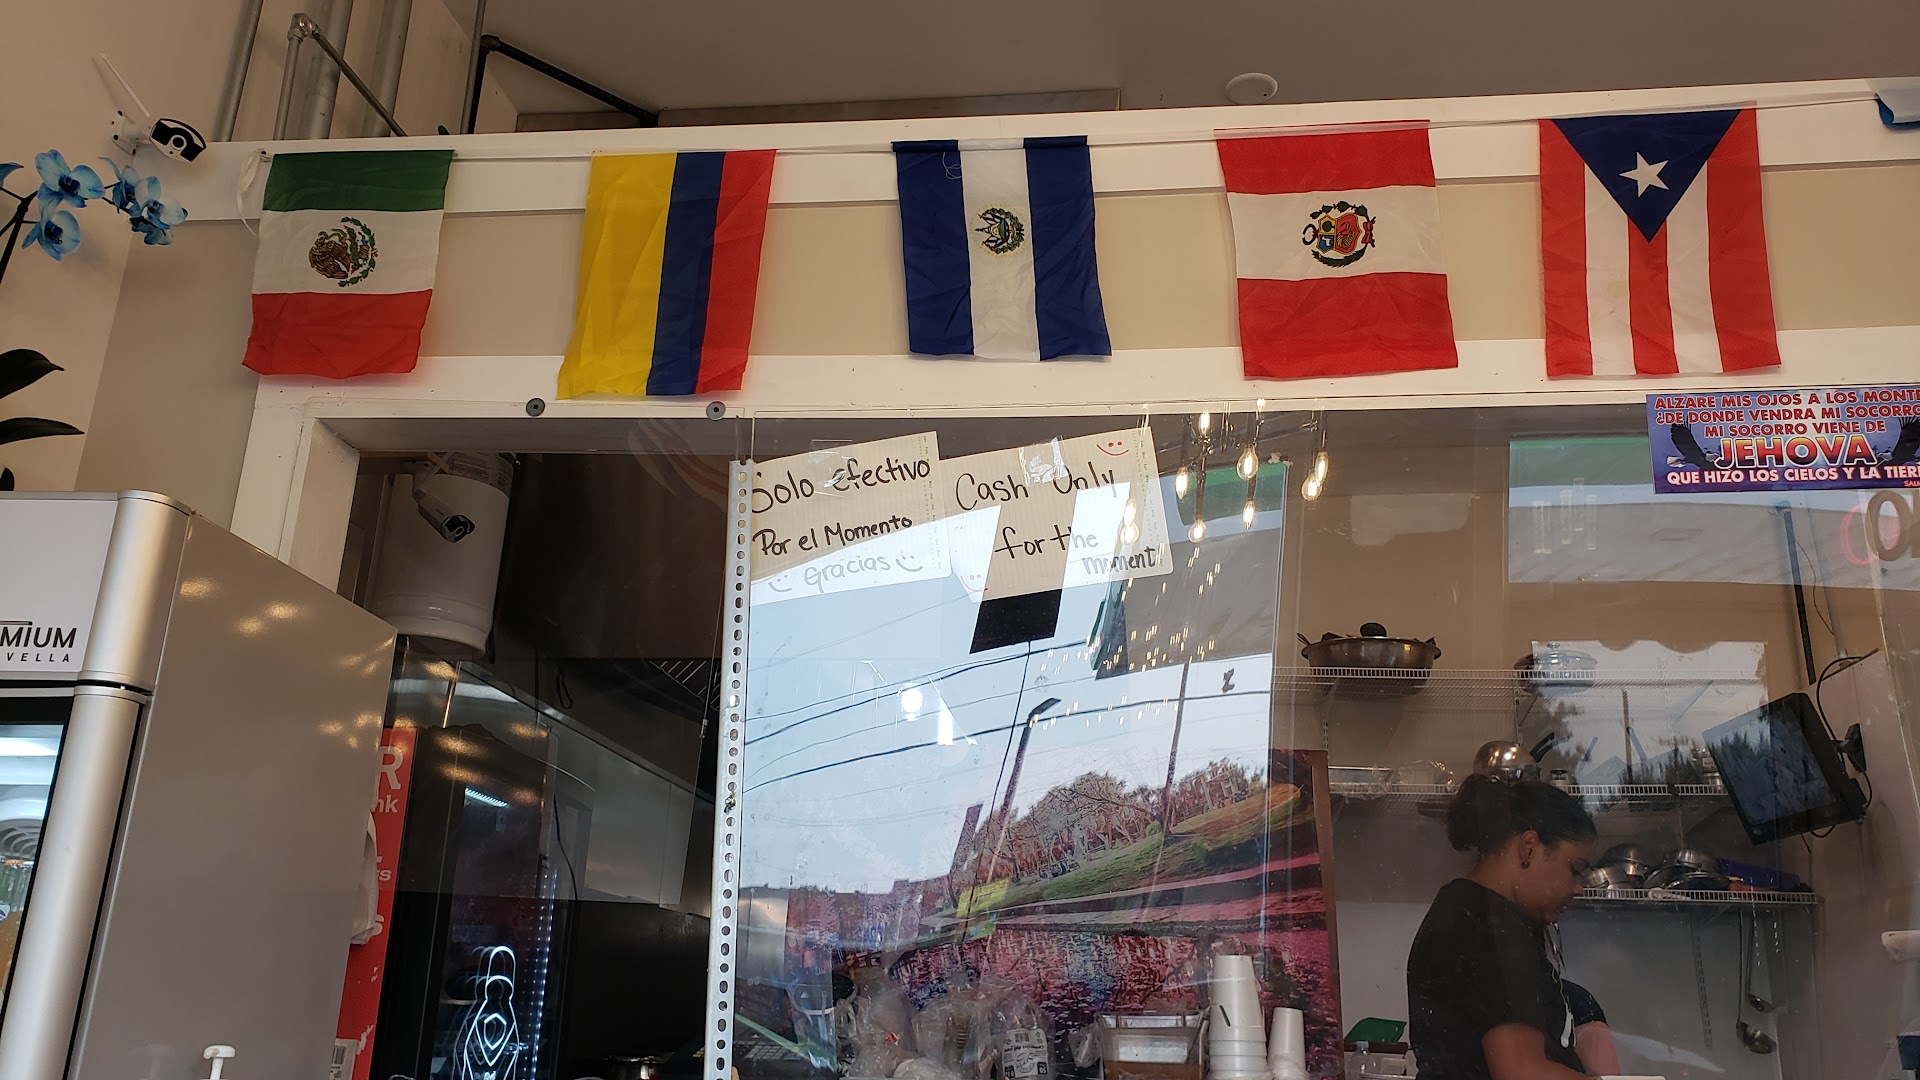 Solo efectivo
Por el Momento
Gracias
Cash Only
for the
moment
ALZARE MIS OJOS A LOS MONTE
¿DE DONDE VENDRA MI SOCORRO
MI SOCORRO VIENE DE
JEHOVA
QUE HIZO LOS CIELOS Y LA TIER
MIUM
VELLA
R
nk